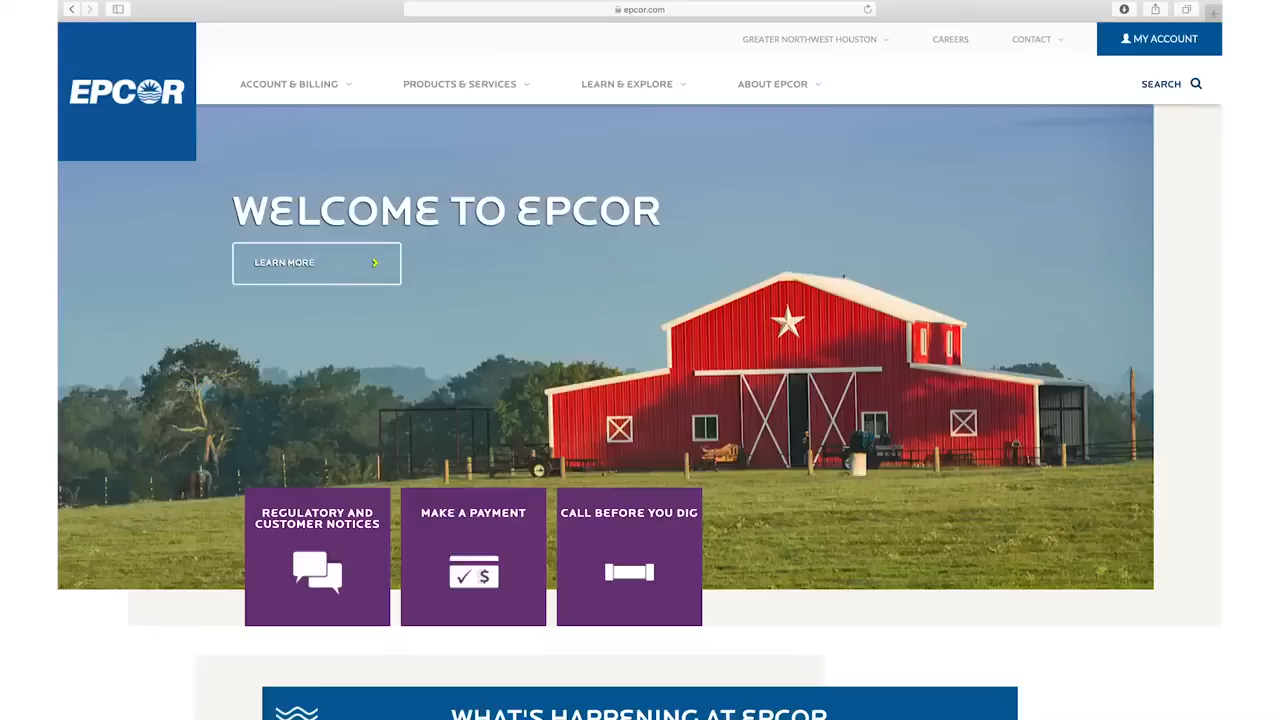 epcor.com
GREATER NORTHWEST HOUSTON
CAREERS
CONTACT
MY ACCOUNT
EPCOR
ACCOUNT & BILLING
PRODUCTS & SERVICES
LEARN & EXPLORE
ABOUT EPCOR
SEARCH
WELCOME TO EPCOR
LEARN MORE
REGULATORY AND
CUSTOMER NOTICES
MAKE A PAYMENT
CALL BEFORE YOU DIG
WHAT'S HAPPENING AT EPCOR